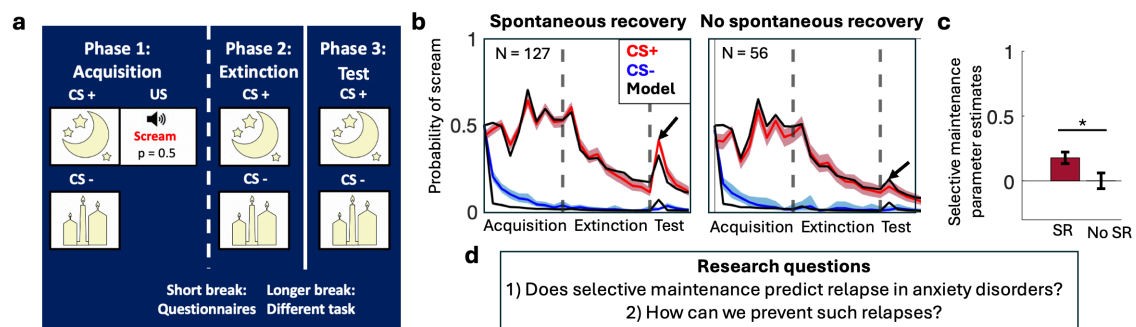 a
Phase 1:
Acquisition
CS +
US
Scream
p = 0.5
CS -
Phase 2:
Extinction
CS +
CS -
Phase 3:
Test
CS +
CS -
Short break:
Questionnaires
Longer break:
Different task
b
Spontaneous recovery
No spontaneous recovery
Probability of scream
1
0.5
0
N = 127
CS+
CS-
Model
Acquisition
Extinction
Test
1
0.5
0
N = 56
Acquisition
Extinction
Test
c
Selective maintenance
parameter estimates
1
0.5
0
*
SR
No SR
d
Research questions
1) Does selective maintenance predict relapse in anxiety disorders?
2) How can we prevent such relapses?